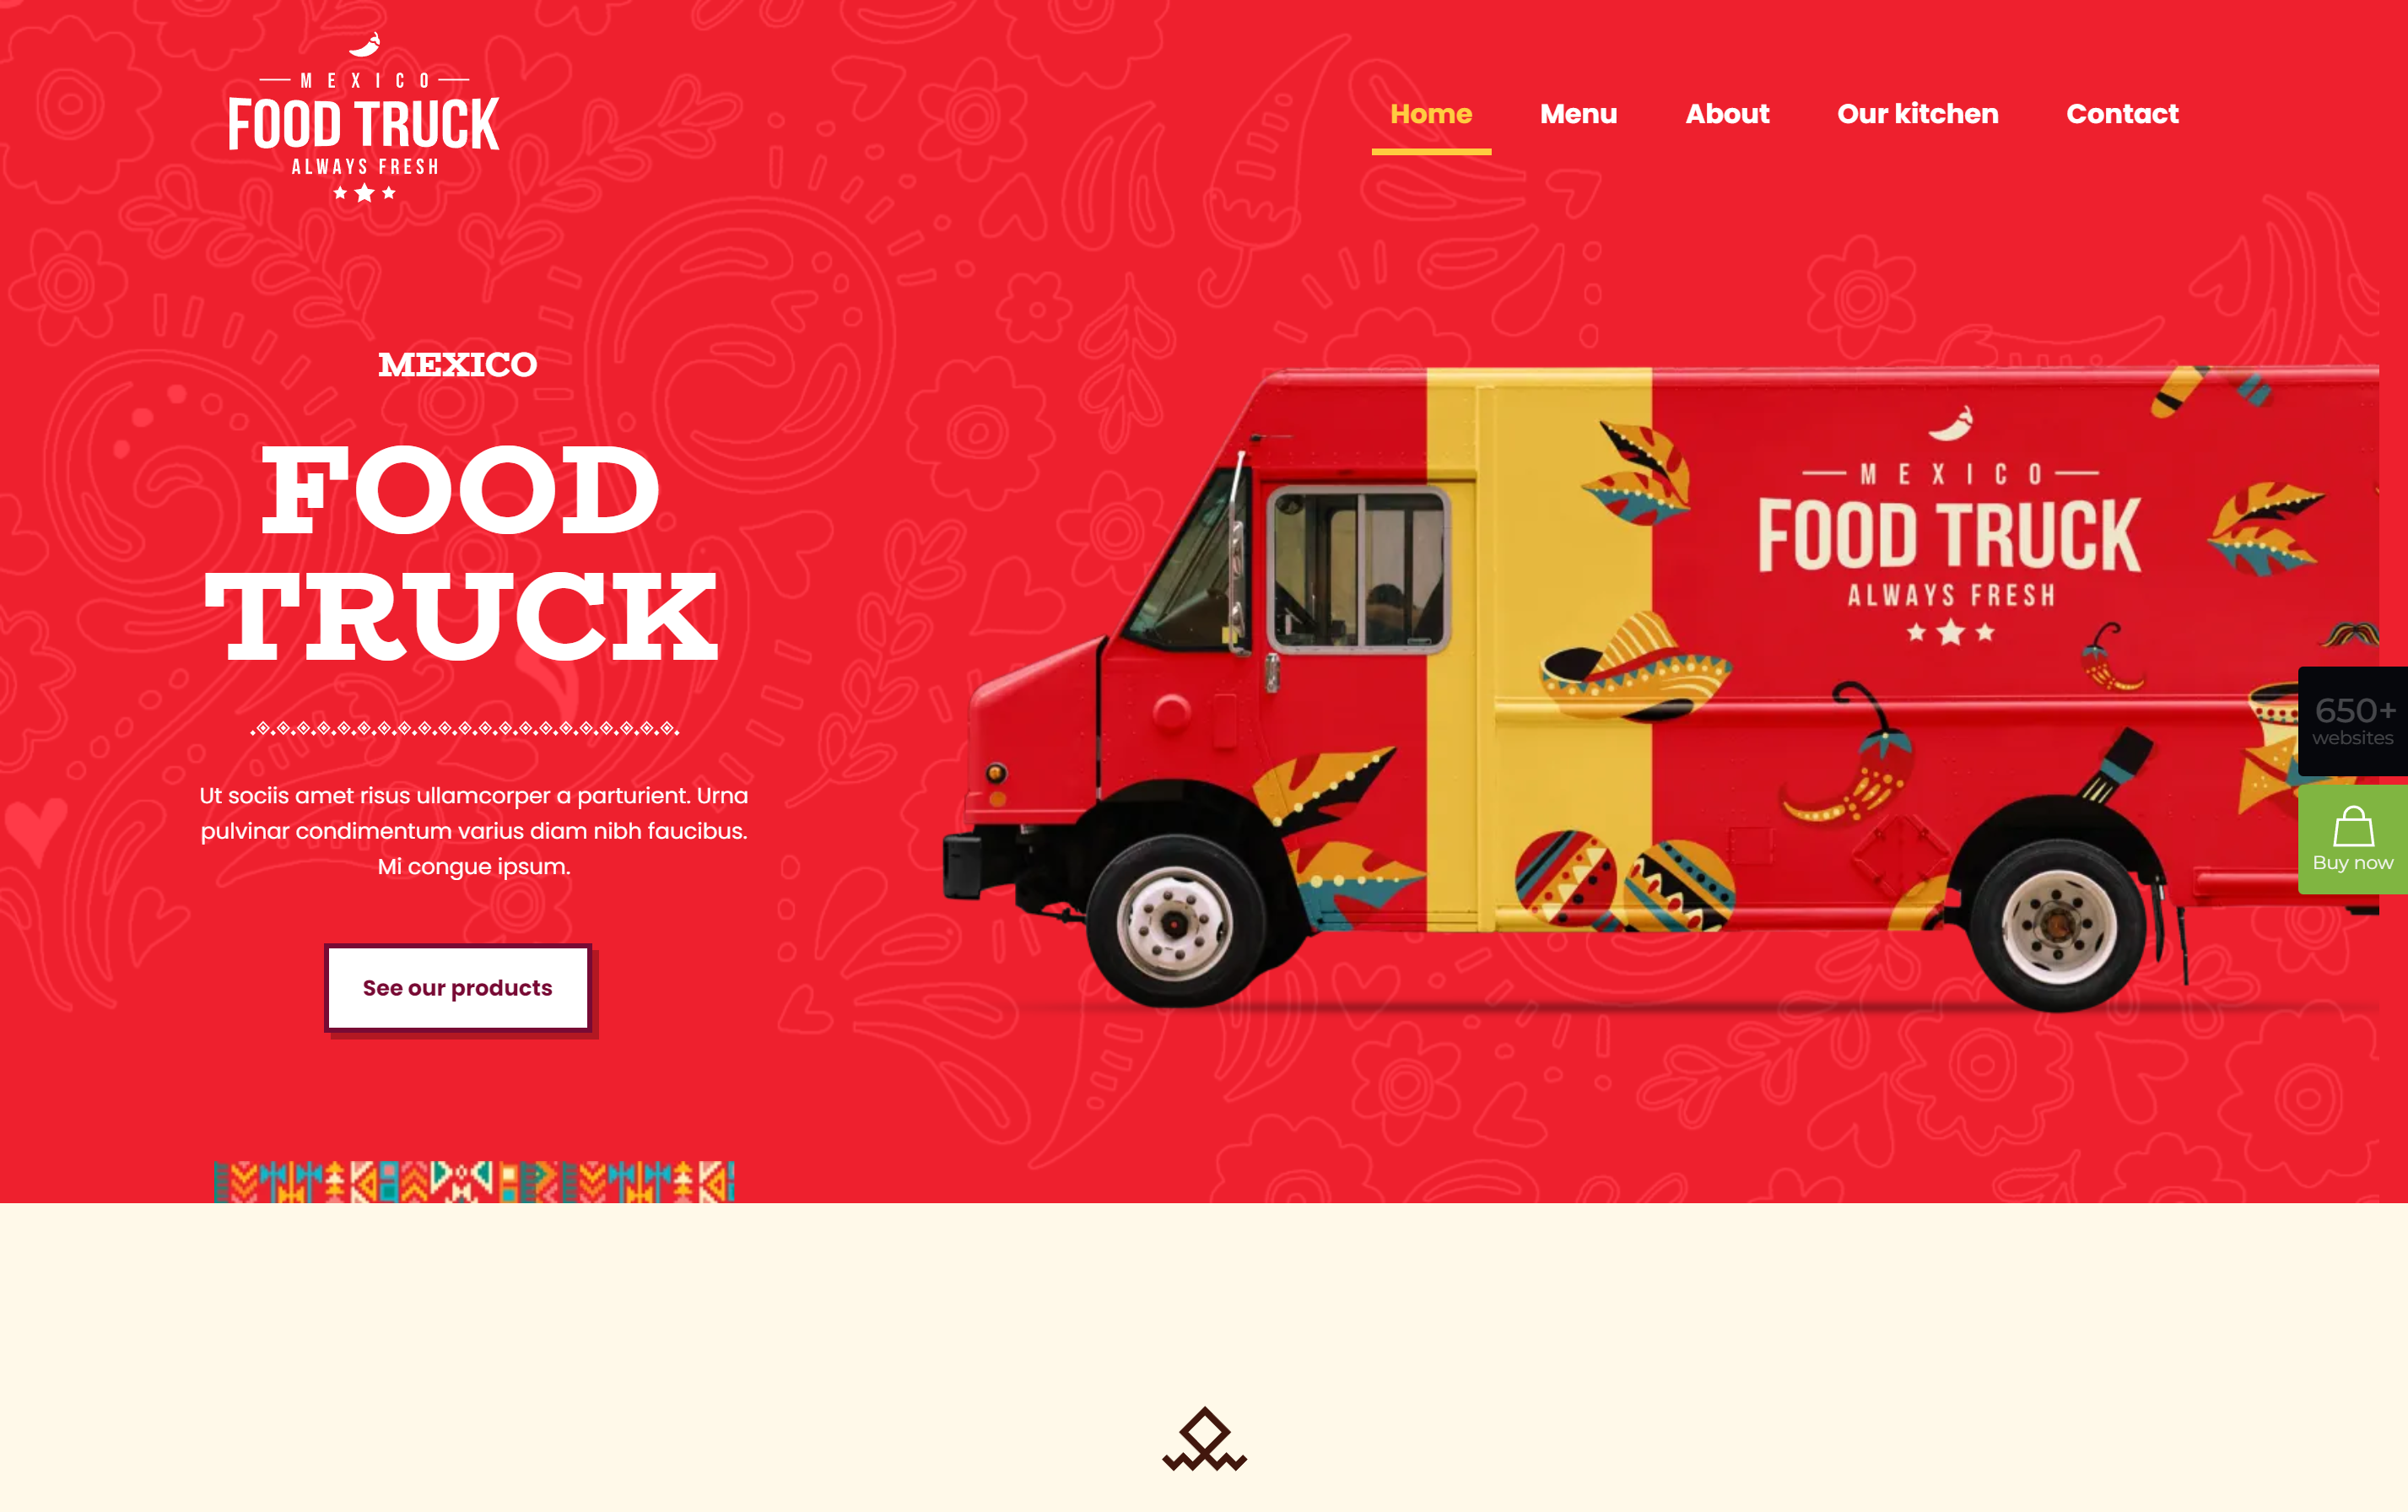 MEXICO
FOOD TRUCK
ALWAYS FRESH
Home Menu About Our kitchen Contact
MEXICO
FOOD
TRUCK
Ut sociis amet risus ullamcorper a parturient. Urna
pulvinar condimentum varius diam nibh faucibus.
Mi congue ipsum.
See our products
MEXICO
FOOD TRUCK
ALWAYS FRESH
650+
websites
Buy now